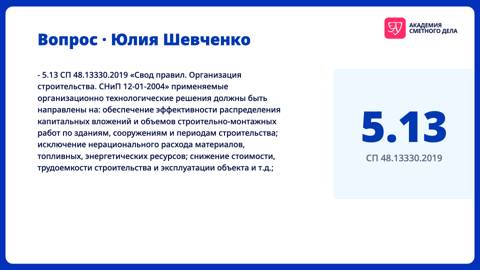 Вопрос · Юлия Шевченко
АКАДЕМИЯ
СМЕТНОГО ДЕЛА
- 5.13 СП 48.13330.2019 «Свод правил. Организация
строительства. СНиП 12-01-2004» применяемые
организационно технологические решения должны быть
направлены на: обеспечение эффективности распределения
капитальных вложений и объемов строительно-монтажных
работ по зданиям, сооружениям и периодам строительства;
исключение нерационального расхода материалов,
топливных, энергетических ресурсов; снижение стоимости,
трудоемкости строительства и эксплуатации объекта и т.д.;
5.13
СП 48.13330.2019